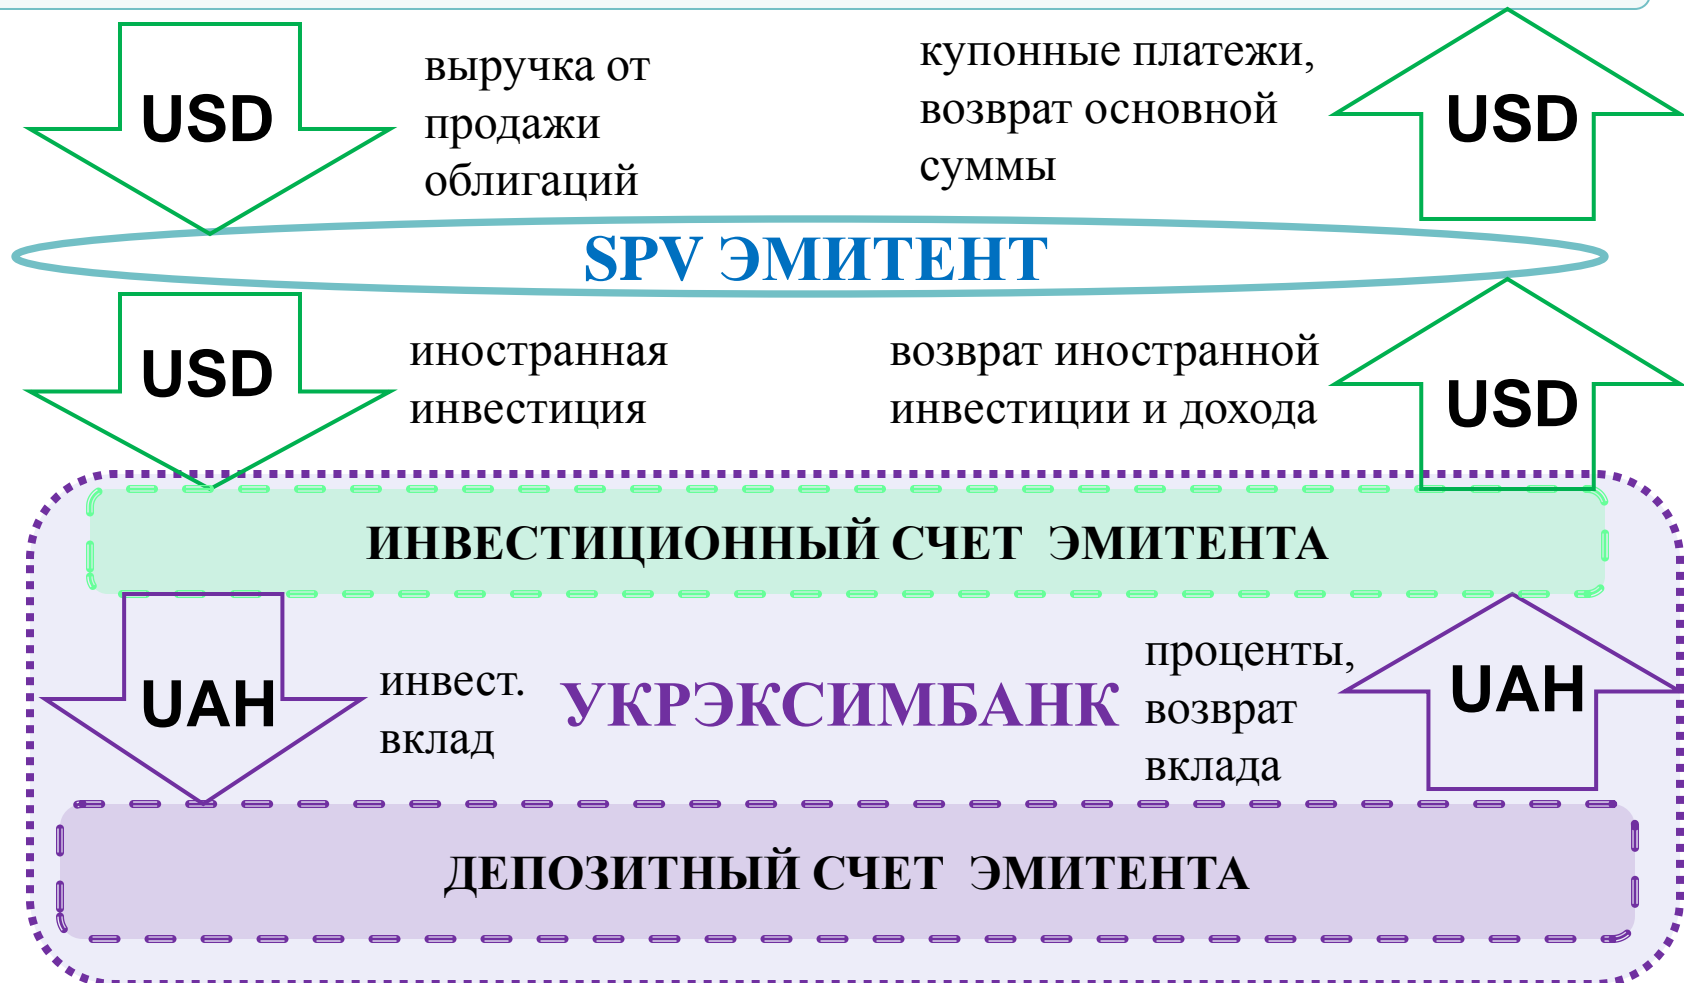 USD
выручка от
продажи
облигаций
купонные платежи,
возврат основной
суммы
USD
SPV ЭМИТЕНТ
USD
иностранная
инвестиция
возврат иностранной
инвестиции и дохода
USD
ИНВЕСТИЦИОННЫЙ СЧЕТ ЭМИТЕНТА
UAH
инвест.
вклад
УКРЭКСИМБАНК
проценты,
возврат
вклада
UAH
ДЕПОЗИТНЫЙ СЧЕТ ЭМИТЕНТА